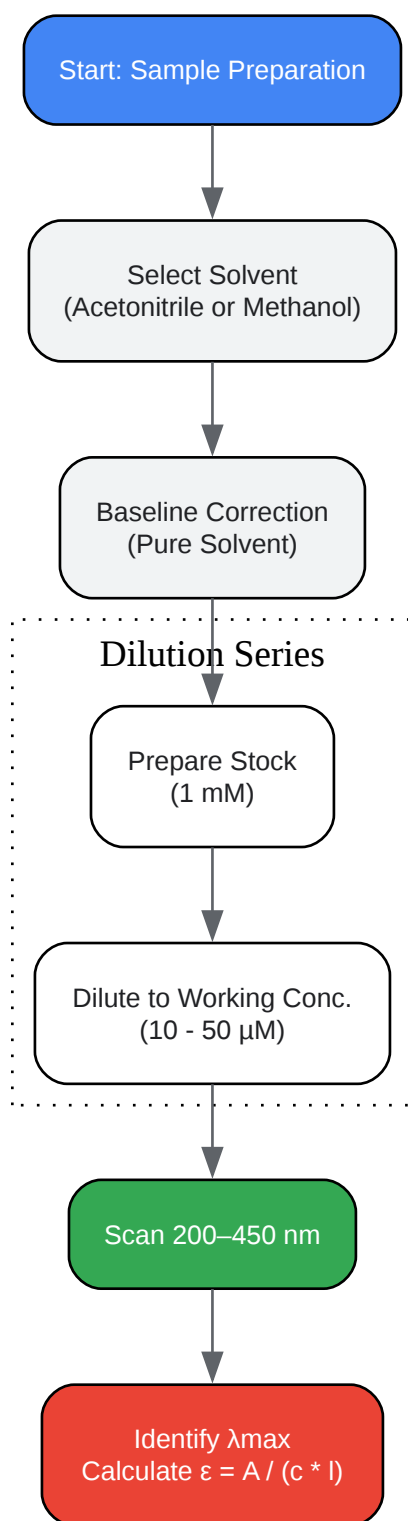 Start: Sample Preparation
Select Solvent
(Acetonitrile or Methanol)
Baseline Correction
(Pure Solvent)
Dilution Series
Prepare Stock
(1 mM)
Dilute to Working Conc.
(10 - 50 µM)
Scan 200–450 nm
Identify λmax
Calculate ε = A / (c * l)